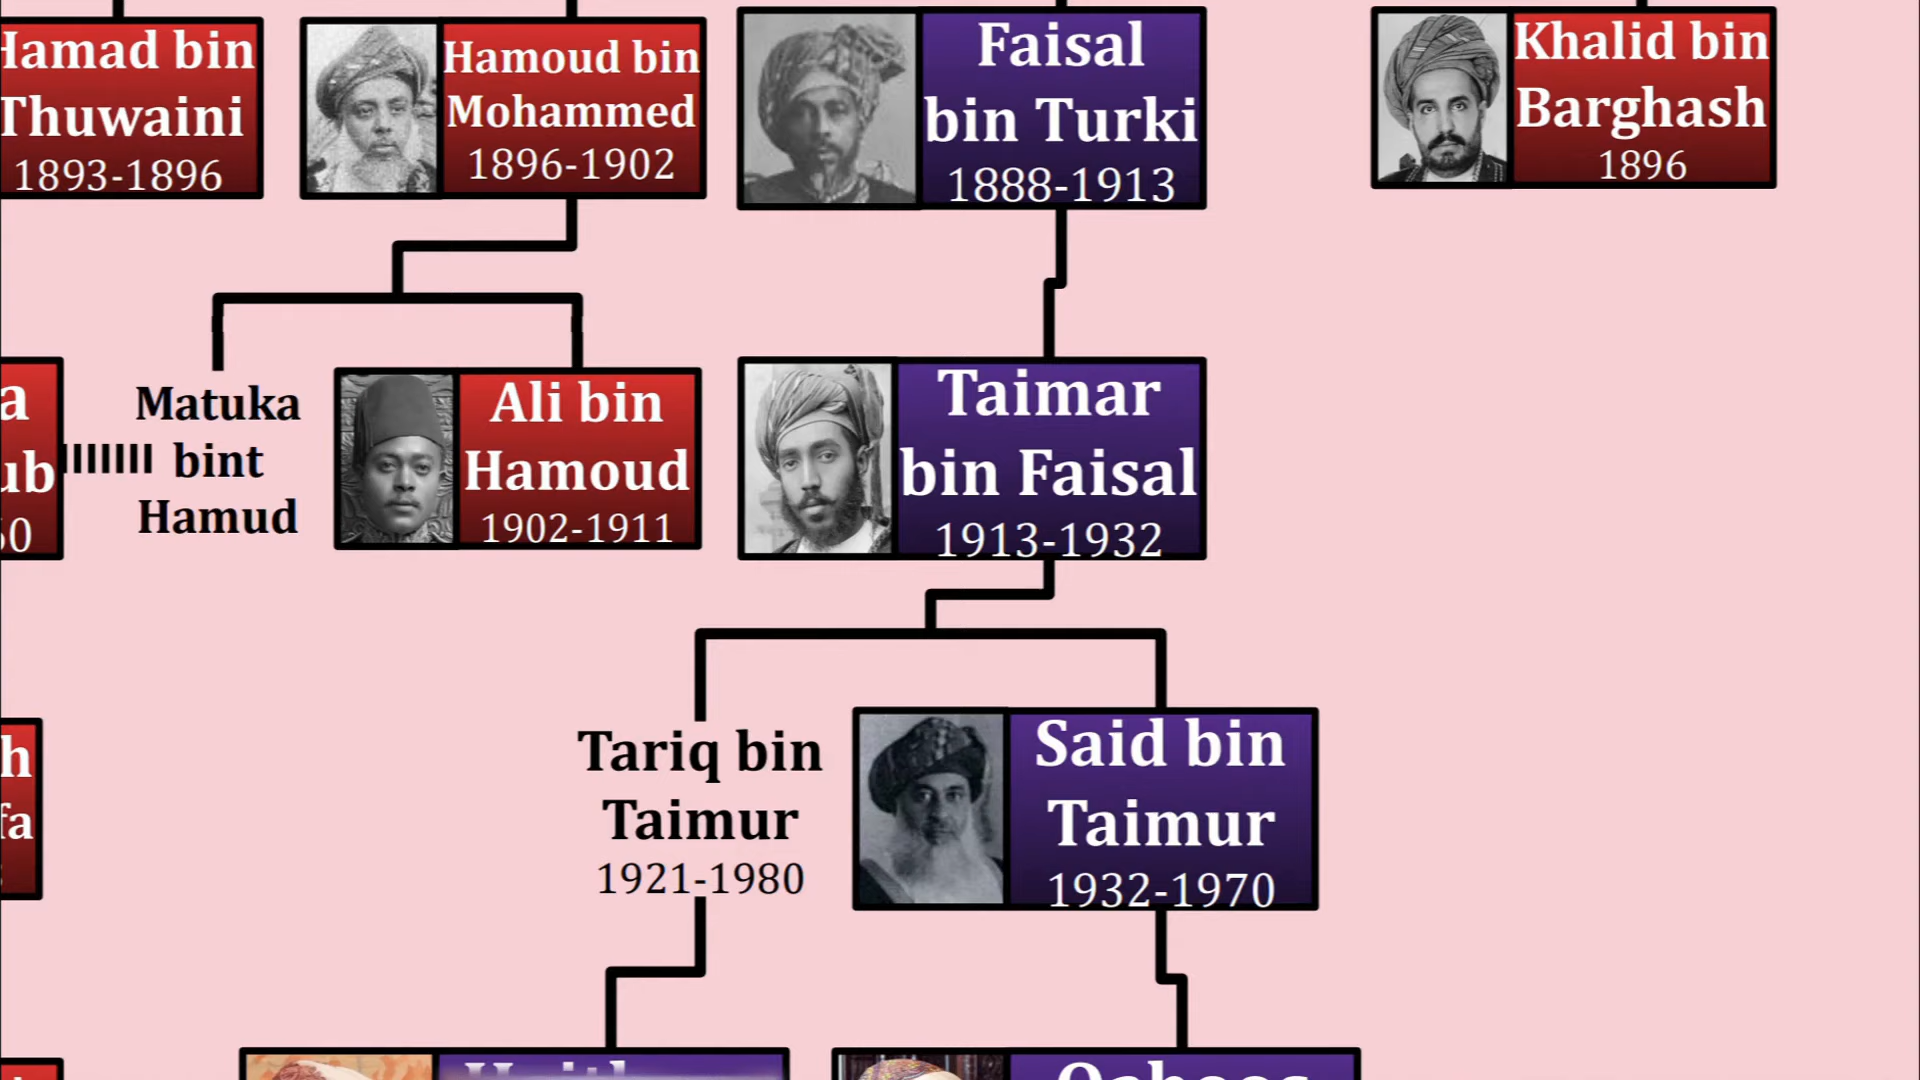 Hamad bin
Thuwaini
1893-1896
Hamoud bin
Mohammed
1896-1902
Faisal
bin Turki
1888-1913
Khalid bin
Barghash
1896
a
ub
Matuka
bint
Hamud
Ali bin
Hamoud
1902-1911
Taimar
bin Faisal
1913-1932
h
fa
Tariq bin
Taimur
1921-1980
Said bin
Taimur
1932-1970